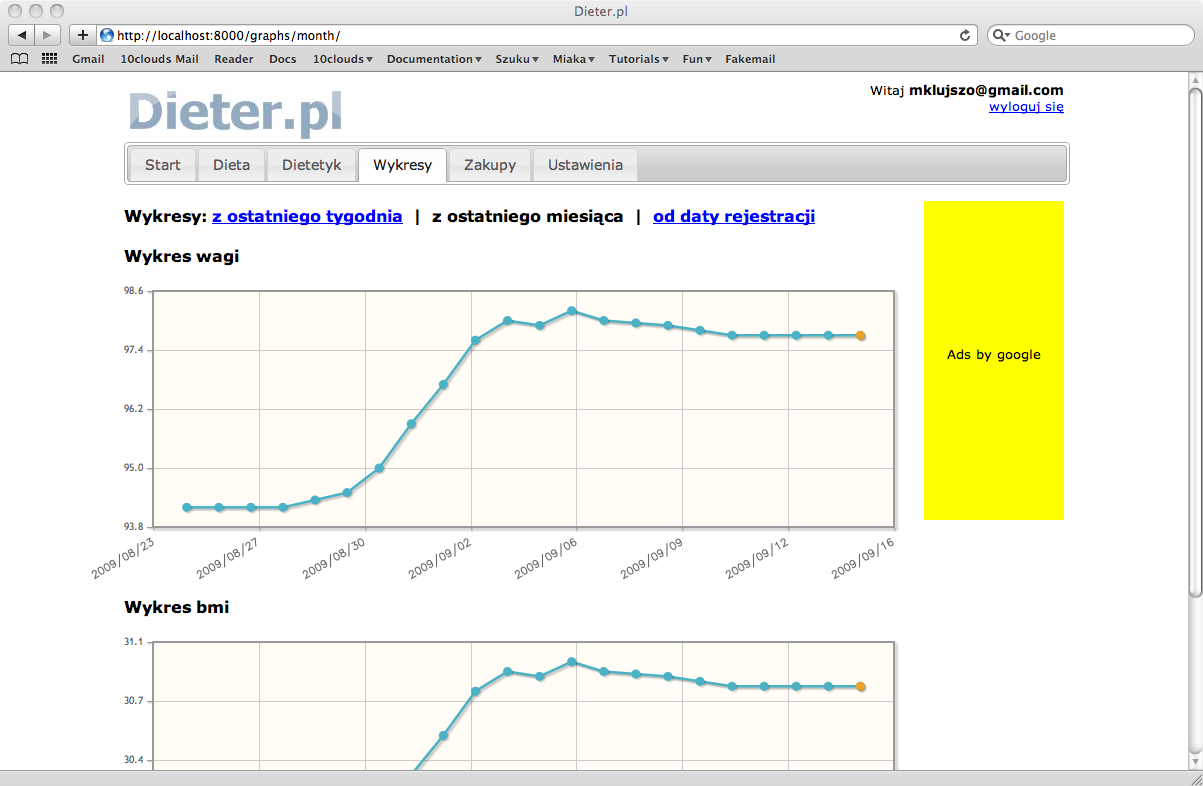 Dieter.pl
http://localhost:8000/graphs/month/
Google
Gmail 10clouds Mail Reader Docs 10clouds▾ Documentation▾ Szuku▾ Miaka▾ Tutorials▾ Fun▾ Fakemail
Dieter.pl
Witaj mklujszo@gmail.com
wyloguj się
Start Dieta Dietetyk Wykresy Zakupy Ustawienia
Wykresy: z ostatniego tygodnia | z ostatniego miesiąca | od daty rejestracji
Ads by google
Wykres wagi
98.6
97.4
96.2
95.0
93.8
2009/08/23 2009/08/27 2009/08/30 2009/09/02 2009/09/06 2009/09/09 2009/09/12 2009/09/16
Wykres bmi
31.1
30.7
30.4